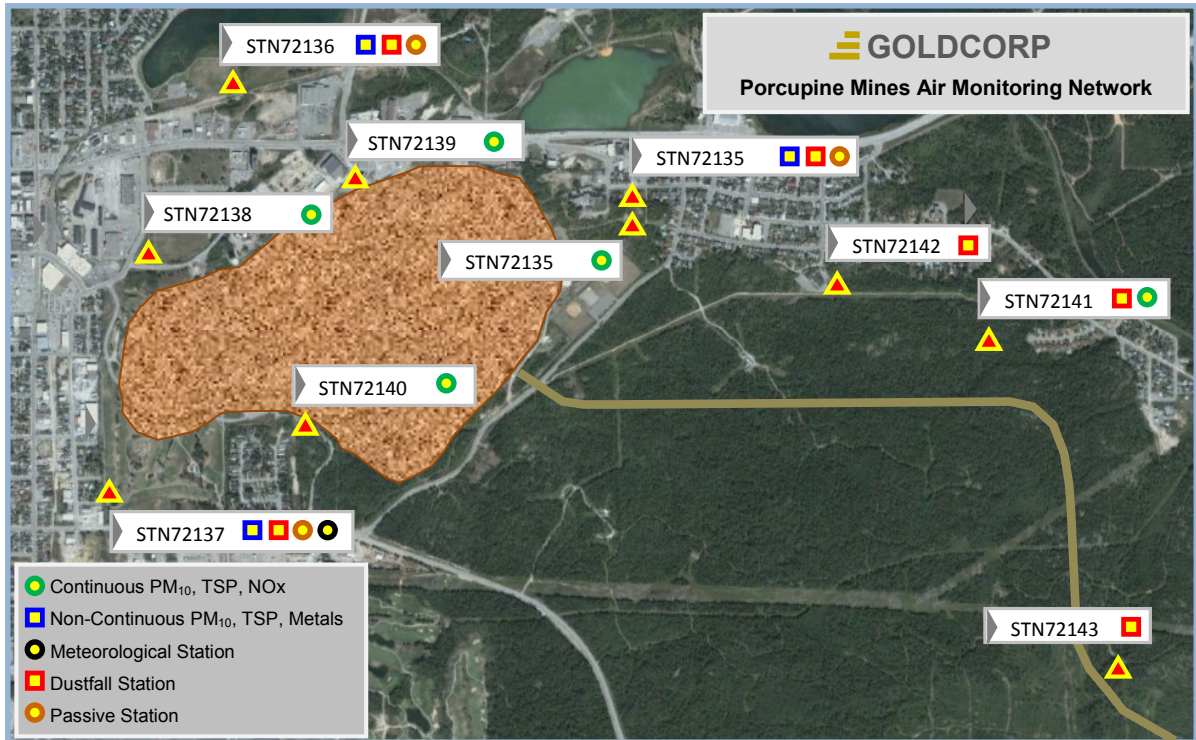 STN72136
GOLDCORP
Porcupine Mines Air Monitoring Network
STN72139
STN72135
STN72138
STN72142
STN72135
STN72141
STN72140
STN72137
Continuous PM₁₀, TSP, NOx
Non-Continuous PM₁₀, TSP, Metals
Meteorological Station
Dustfall Station
Passive Station
STN72143